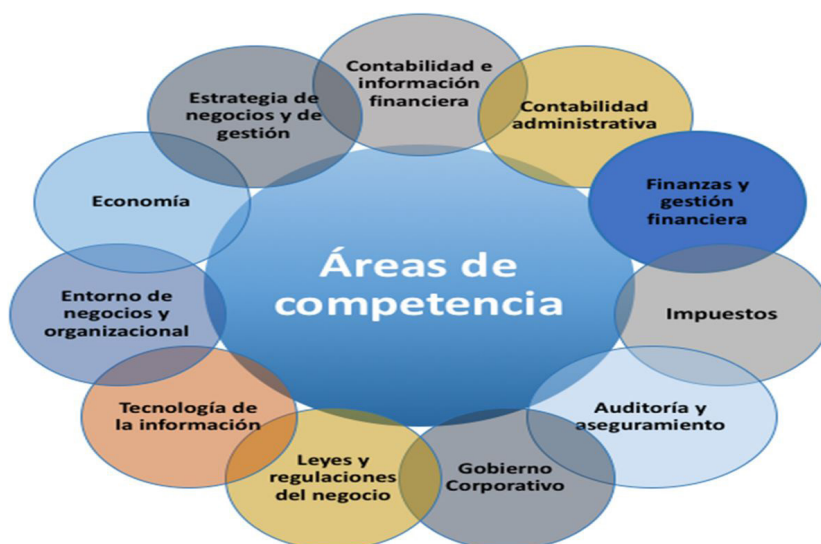 Contabilidad e
información
financiera
Contabilidad
administrativa
Finanzas y
gestión
financiera
Impuestos
Auditoría y
aseguramiento
Gobierno
Corporativo
Leyes y
regulaciones
del negocio
Tecnología de
la información
Entorno de
negocios y
organizacional
Economía
Estrategia de
negocios y de
gestión
Áreas de
competencia